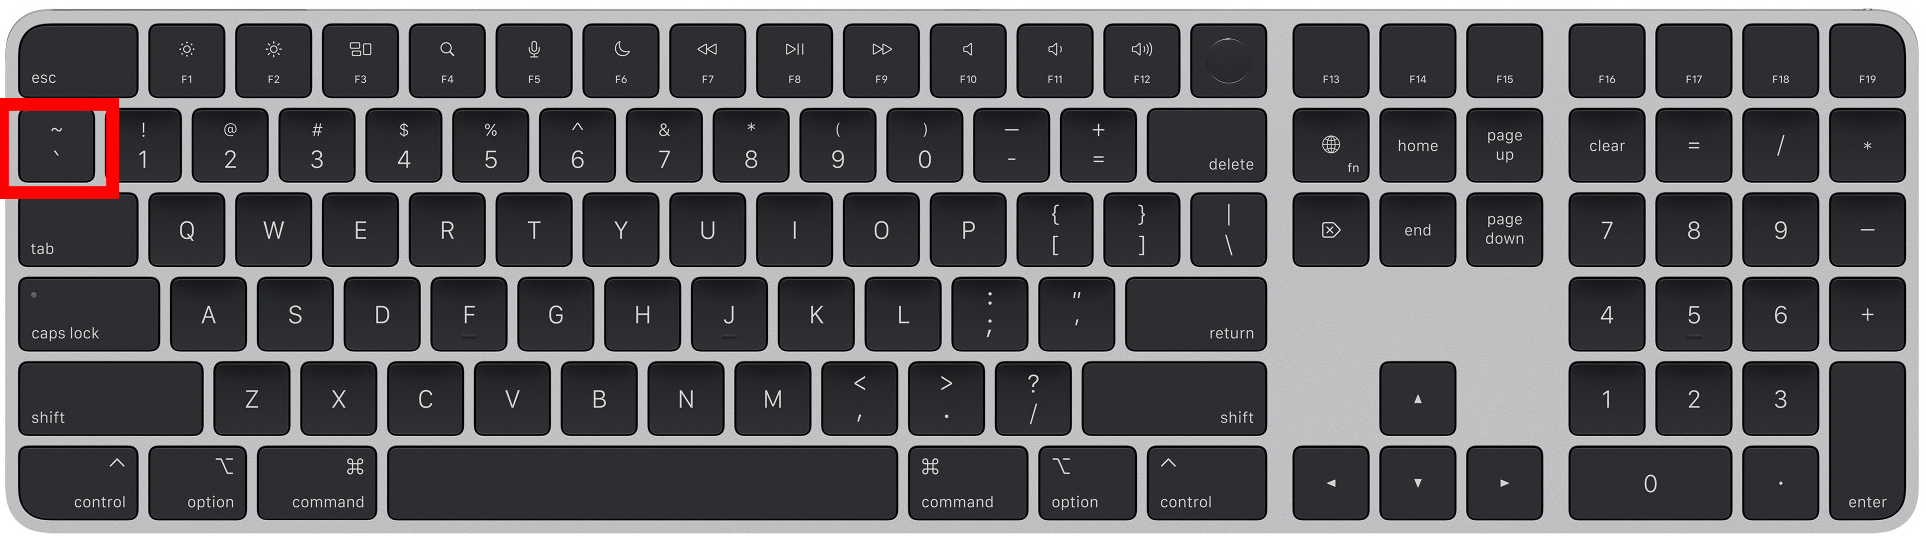 esc F1 F2 F3 F4 F5 F6 F7 F8 F9 F10 F11 F12 F13 F14 F15 F16 F17 F18 F19
~ ! @ # $ % ^ & * ( ) — +
` 1 2 3 4 5 6 7 8 9 0 - = delete fn home page up clear = / *
tab Q W E R T Y U I O P { [ } ] | \ end page down 7 8 9 −
caps lock A S D F G H J K L : ; " ' return 4 5 6 +
shift Z X C V B N M < , > . ? / shift 1 2 3
control option command command option control 0 . enter